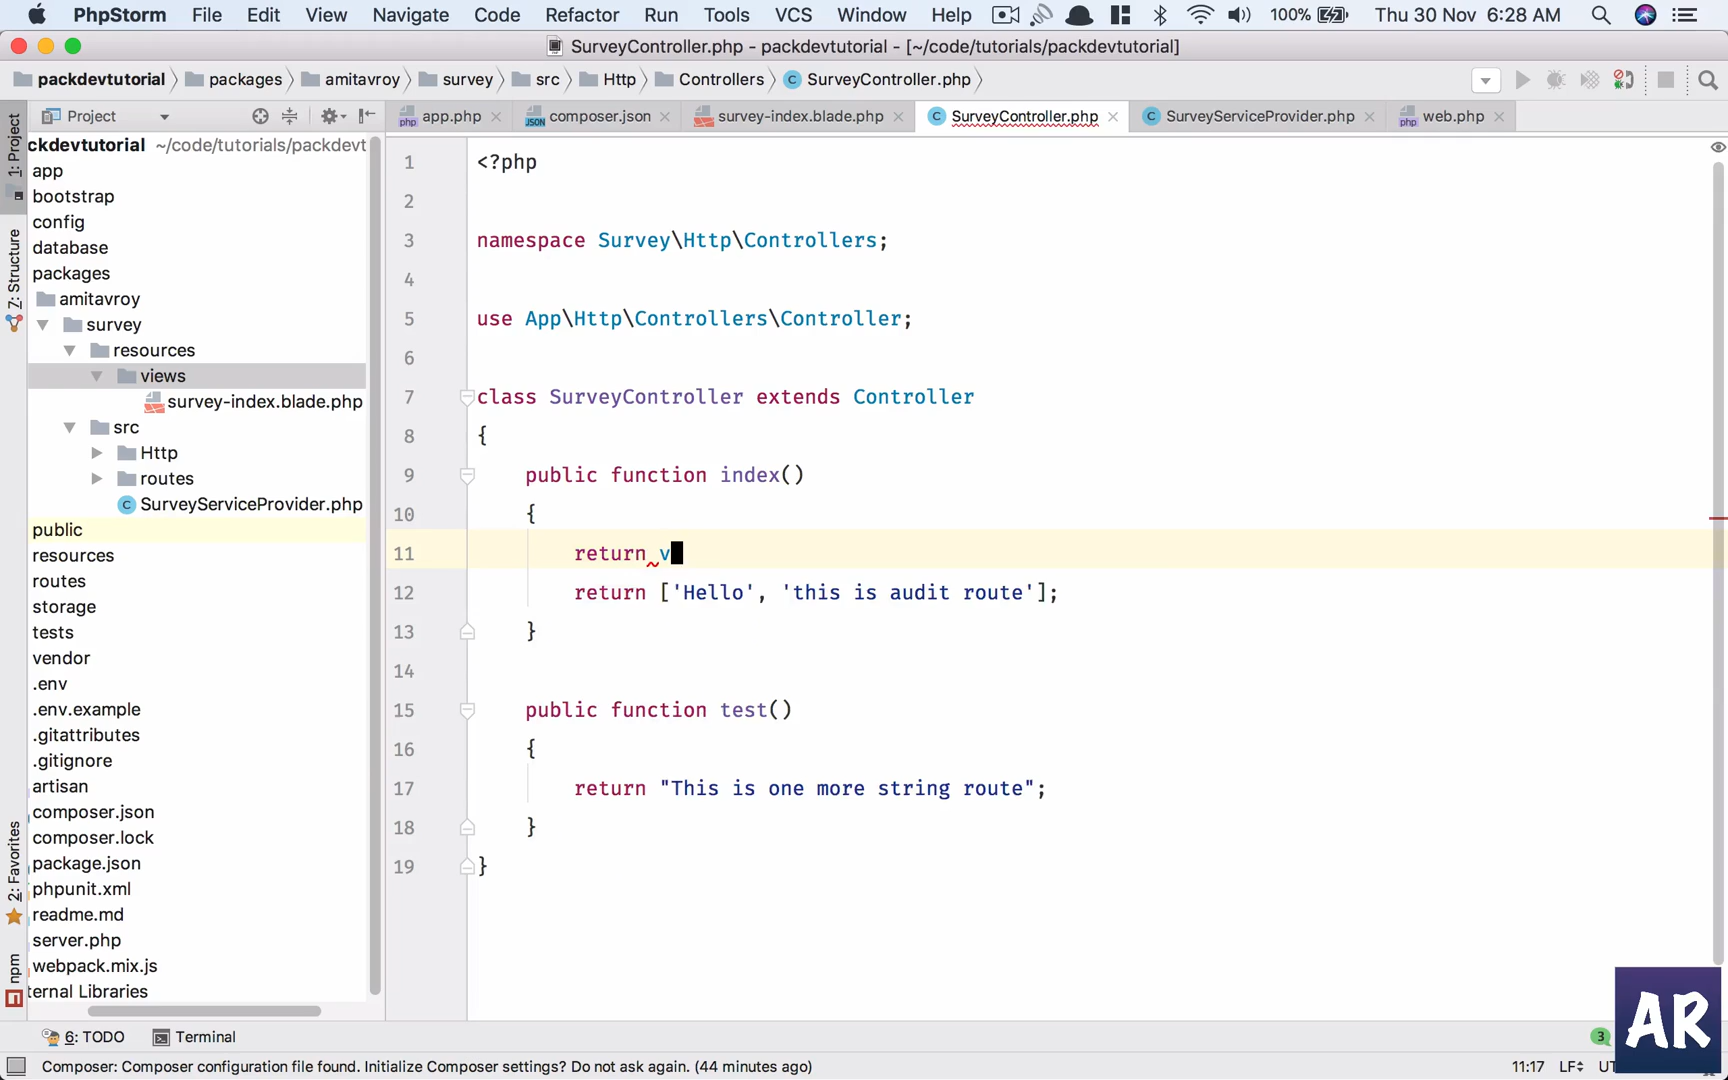 PhpStorm File Edit View Navigate Code Refactor Run Tools VCS Window Help 100% Thu 30 Nov 6:28 AM
SurveyController.php - packdevtutorial - [~/code/tutorials/packdevtutorial]
packdevtutorial packages amitavroy survey src Http Controllers SurveyController.php
Project app.php composer.json survey-index.blade.php SurveyController.php SurveyServiceProvider.php web.php
1: Project
7: Structure
2: Favorites
npm
ckdevtutorial ~/code/tutorials/packdevt
app
bootstrap
config
database
packages
amitavroy
survey
resources
views
survey-index.blade.php
src
Http
routes
SurveyServiceProvider.php
public
resources
routes
storage
tests
vendor
.env
.env.example
.gitattributes
.gitignore
artisan
composer.json
composer.lock
package.json
phpunit.xml
readme.md
server.php
webpack.mix.js
ternal Libraries
1 <?php
2
3 namespace Survey\Http\Controllers;
4
5 use App\Http\Controllers\Controller;
6
7 class SurveyController extends Controller
8 {
9 public function index()
10 {
11 return v
12 return ['Hello', 'this is audit route'];
13 }
14
15 public function test()
16 {
17 return "This is one more string route";
18 }
19 }
6: TODO Terminal 3
Composer: Composer configuration file found. Initialize Composer settings? Do not ask again. (44 minutes ago) 11:17 LF UT
AR